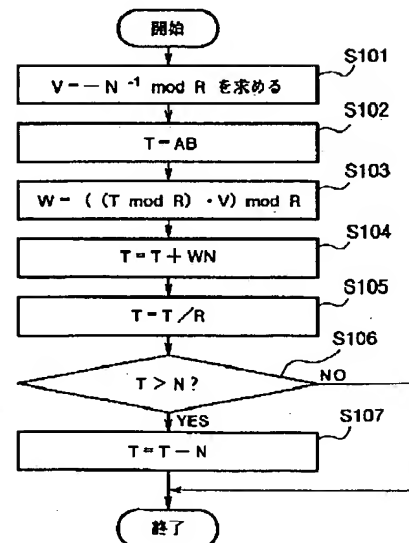 開始
S101
V = − N⁻¹ mod R を求める
S102
T = AB
S103
W = ( (T mod R) ・V) mod R
S104
T = T + WN
S105
T = T / R
S106
T > N ?
NO
YES
S107
T = T − N
終了